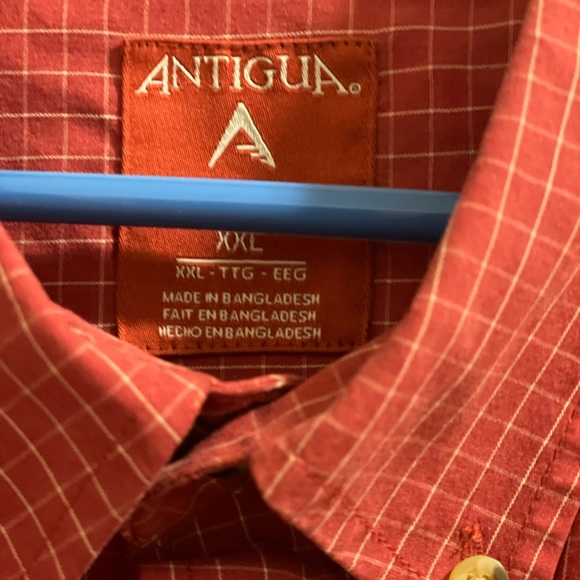 ANTIGUA®
A
XXL
XXL - TTG - EEG
MADE IN BANGLADESH
FAIT EN BANGLADESH
HECHO EN BANGLADESH